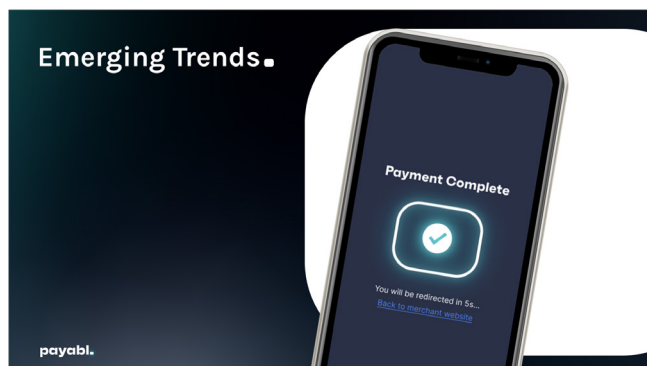 Emerging Trends.
Payment Complete
You will be redirected in 5s...
Back to merchant website
payabl.